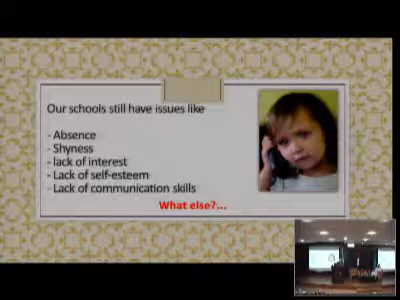 Our schools still have issues like
- Absence
- Shyness
- lack of interest
- Lack of self-esteem
- Lack of communication skills
What else?...